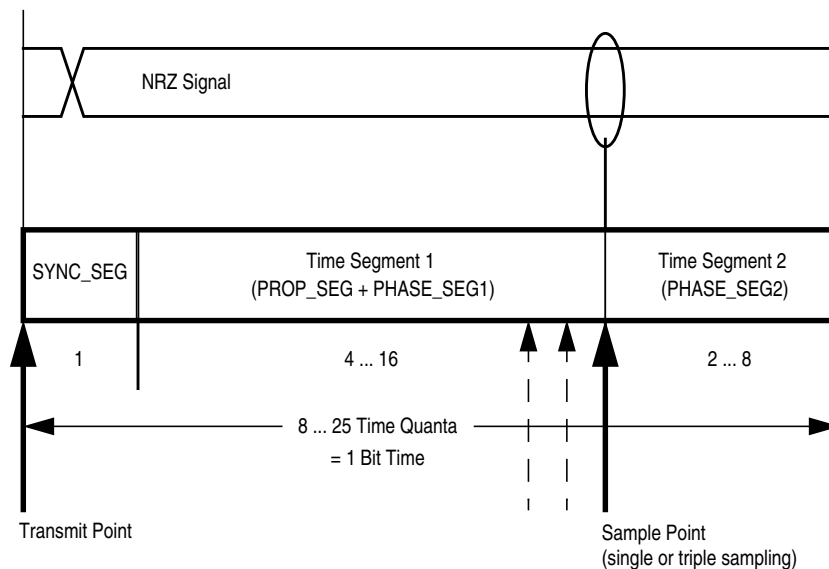 NRZ Signal
SYNC_SEG
Time Segment 1
(PROP_SEG + PHASE_SEG1)
Time Segment 2
(PHASE_SEG2)
1
4 ... 16
2 ... 8
8 ... 25 Time Quanta
= 1 Bit Time
Transmit Point
Sample Point
(single or triple sampling)